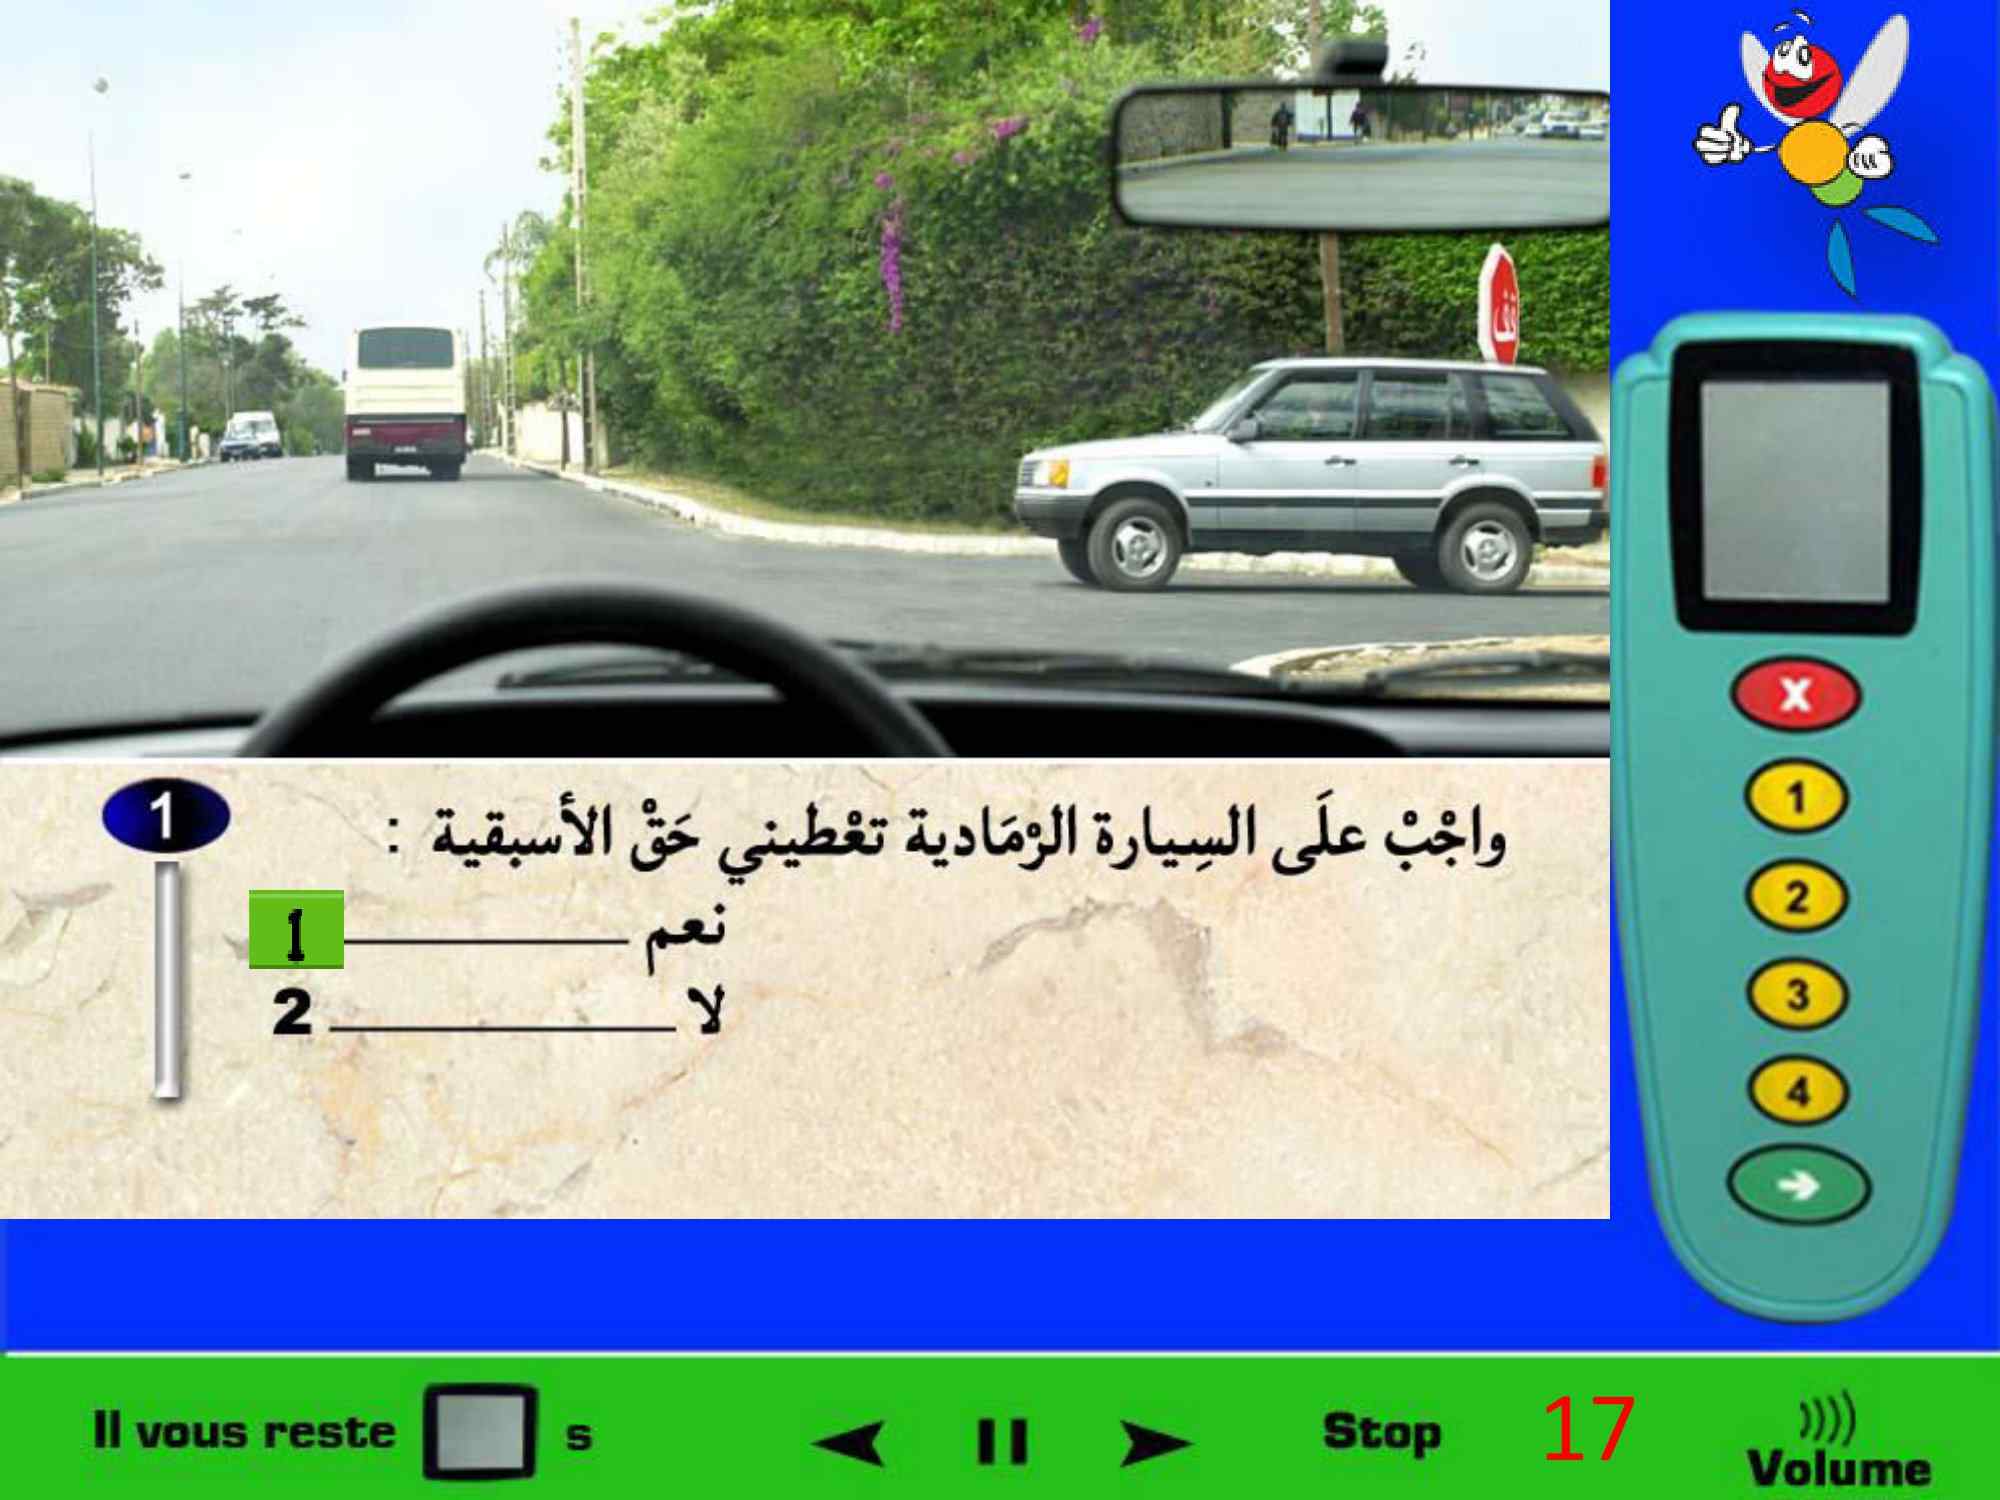 قف
1
واجْبْ علَى السِيارة الرْمَادية تعْطيني حَقْ الأسبقية :
نعم 1
لا 2
X
1
2
3
4
Il vous reste s
Stop
17
Volume